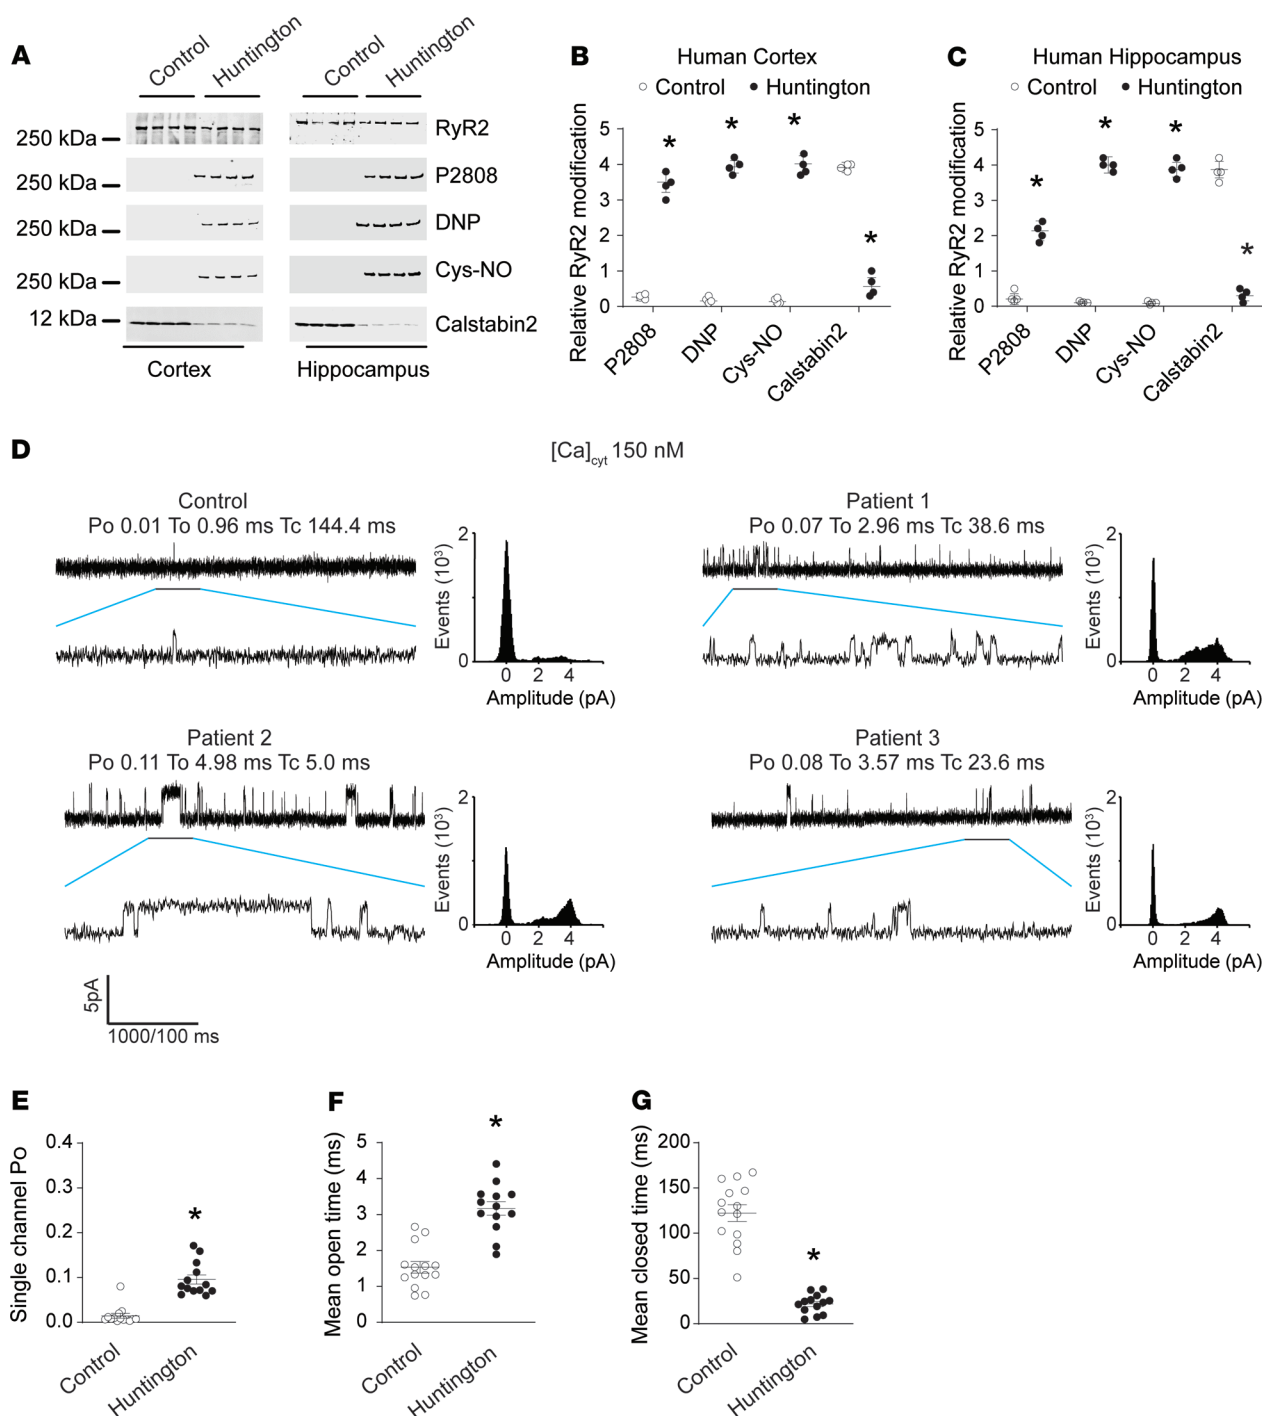 A
Control
Huntington
Control
Huntington
250 kDa
RyR2
250 kDa
P2808
250 kDa
DNP
250 kDa
Cys-NO
12 kDa
Calstabin2
Cortex
Hippocampus
B
Human Cortex
Control
Huntington
*
*
*
*
Relative RyR2 modification
5
4
3
2
1
0
P2808
DNP
Cys-NO
Calstabin2
C
Human Hippocampus
Control
Huntington
*
*
*
*
Relative RyR2 modification
5
4
3
2
1
0
P2808
DNP
Cys-NO
Calstabin2
D
[Ca]cyt 150 nM
Control
Po 0.01 To 0.96 ms Tc 144.4 ms
Events (10³)
2
0
0 2 4
Amplitude (pA)
Patient 1
Po 0.07 To 2.96 ms Tc 38.6 ms
Events (10³)
2
0
0 2 4
Amplitude (pA)
Patient 2
Po 0.11 To 4.98 ms Tc 5.0 ms
Events (10³)
2
0
0 2 4
Amplitude (pA)
Patient 3
Po 0.08 To 3.57 ms Tc 23.6 ms
Events (10³)
2
0
0 2 4
Amplitude (pA)
5pA
1000/100 ms
E
Single channel Po
0.4
0.3
0.2
0.1
0.0
*
Control
Huntington
F
Mean open time (ms)
5
4
3
2
1
0
*
Control
Huntington
G
Mean closed time (ms)
200
150
100
50
0
*
Control
Huntington